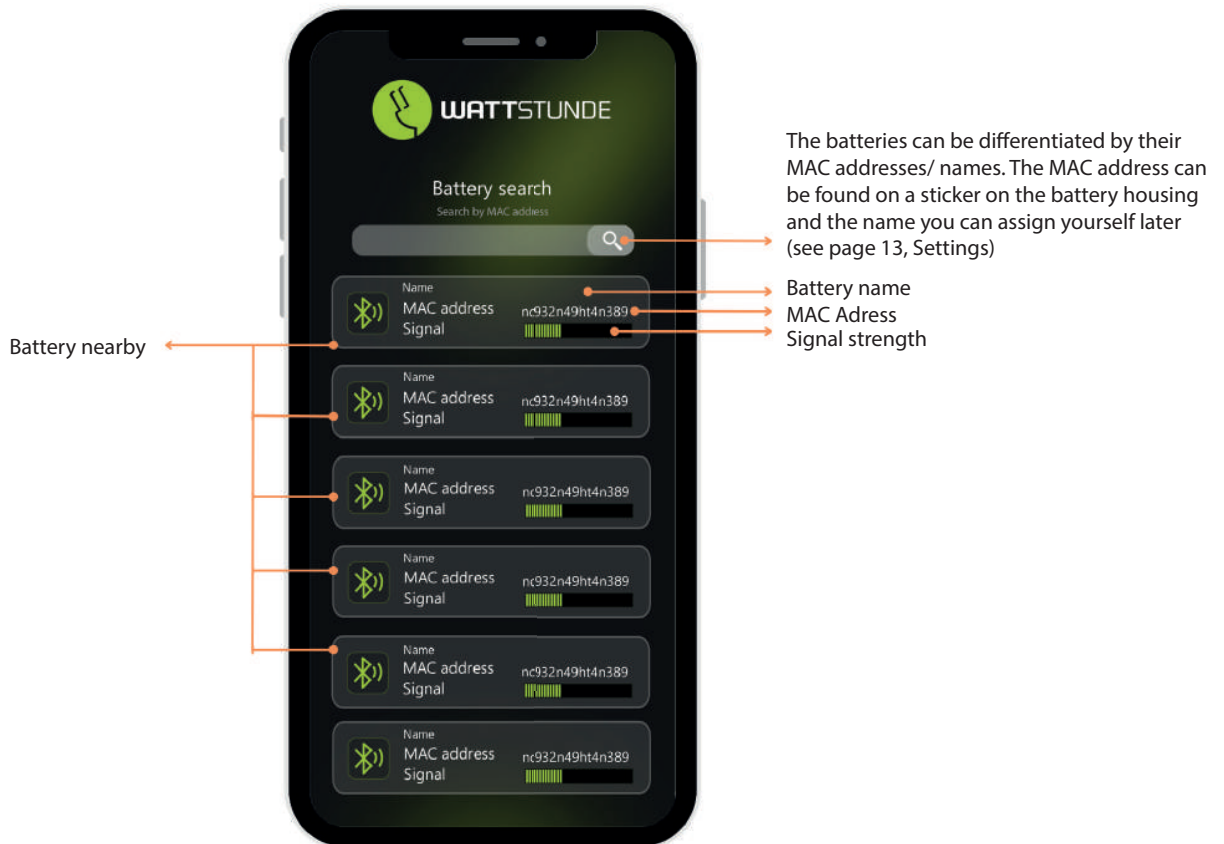 WATTSTUNDE
Battery search
Search by MAC address
The batteries can be differentiated by their
MAC addresses/ names. The MAC address can
be found on a sticker on the battery housing
and the name you can assign yourself later
(see page 13, Settings)
Name
MAC address nc932n49ht4n389
Signal
Battery name
MAC Adress
Signal strength
Battery nearby
Name
MAC address nc932n49ht4n389
Signal
Name
MAC address nc932n49ht4n389
Signal
Name
MAC address nc932n49ht4n389
Signal
Name
MAC address nc932n49ht4n389
Signal
Name
MAC address nc932n49ht4n389
Signal